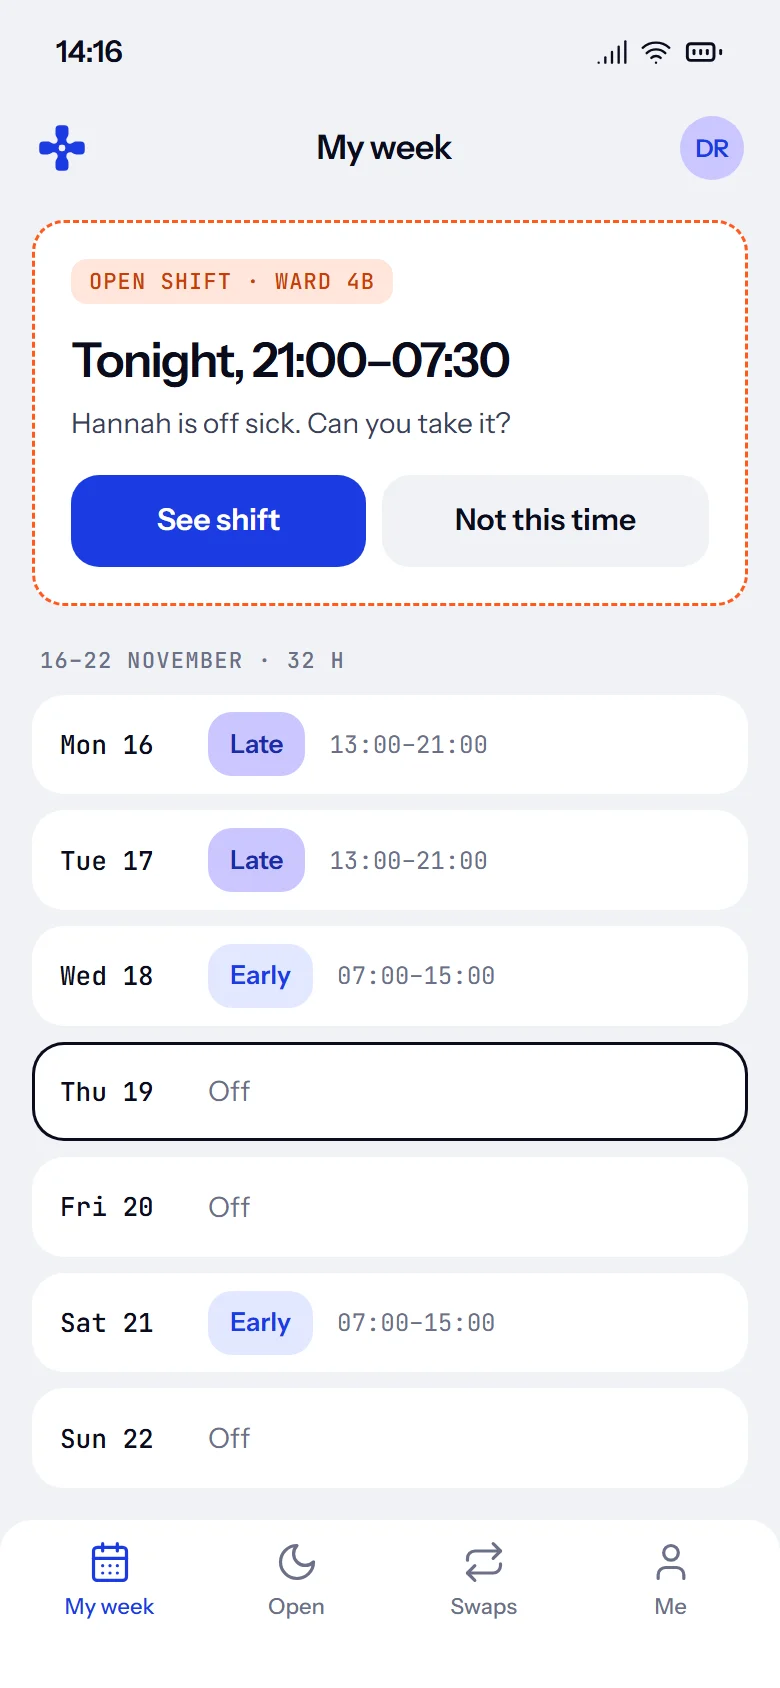 14:16
My week
DR
OPEN SHIFT · WARD 4B
Tonight, 21:00–07:30
Hannah is off sick. Can you take it?
See shift
Not this time
16–22 NOVEMBER · 32 H
Mon 16 Late 13:00–21:00
Tue 17 Late 13:00–21:00
Wed 18 Early 07:00–15:00
Thu 19 Off
Fri 20 Off
Sat 21 Early 07:00–15:00
Sun 22 Off
My week
Open
Swaps
Me